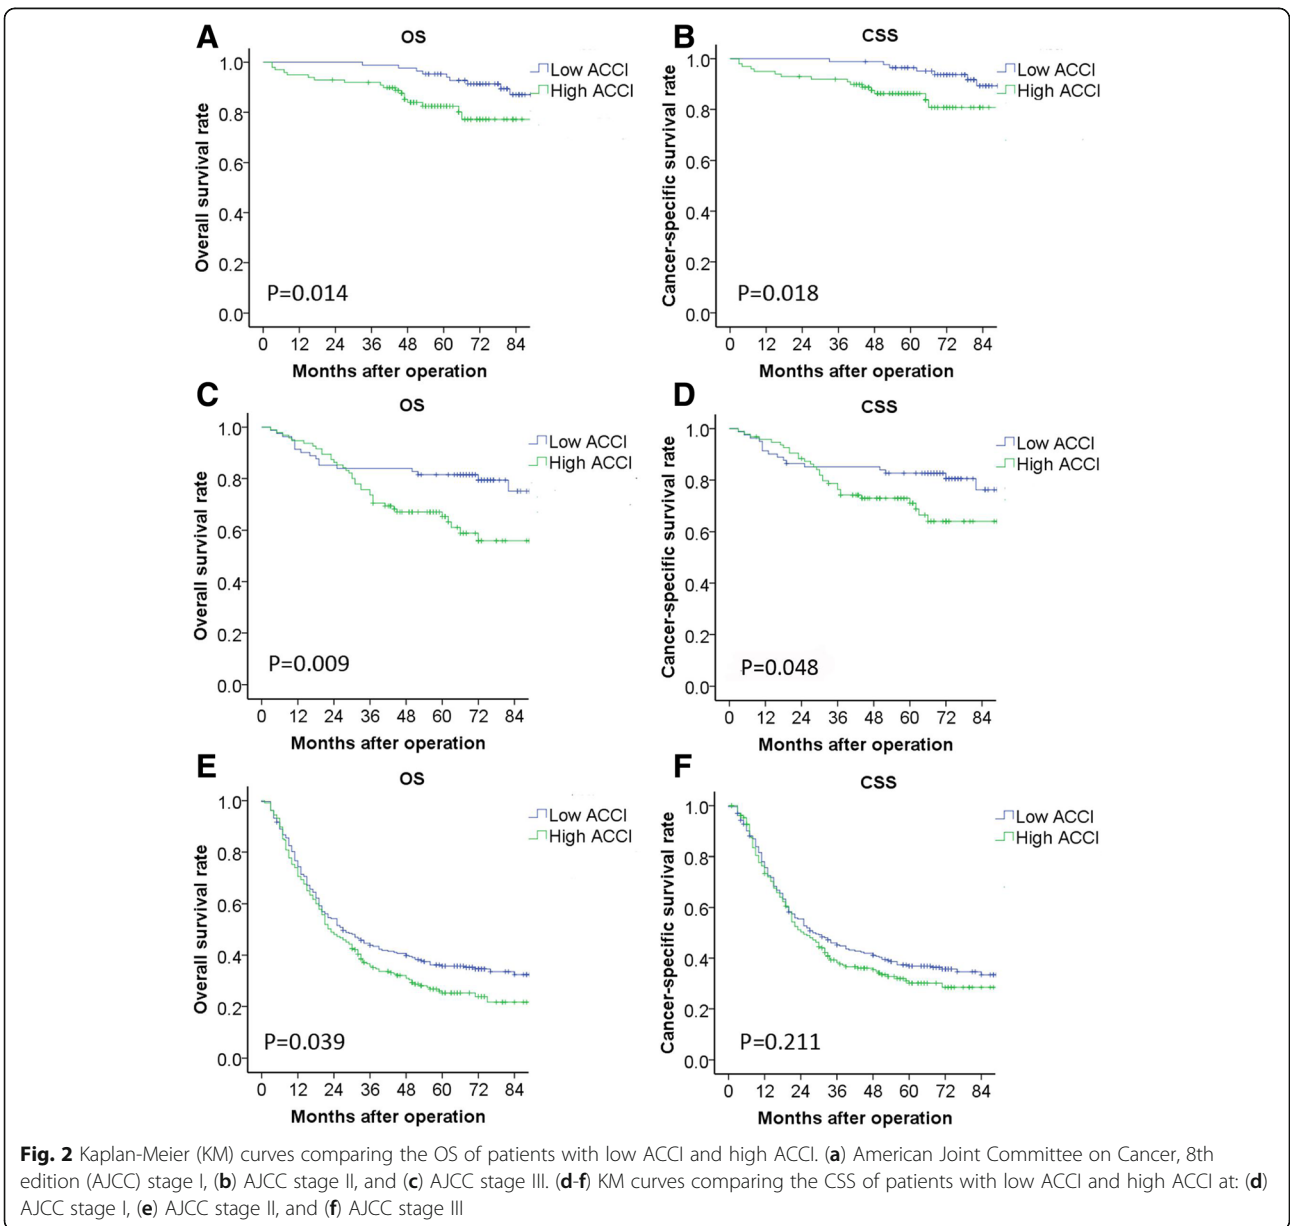 A
OS
1.0
0.8
0.6
0.4
0.2
0.0
Overall survival rate
Low ACCI
High ACCI
P=0.014
0 12 24 36 48 60 72 84
Months after operation
B
CSS
1.0
0.8
0.6
0.4
0.2
0.0
Cancer-specific survival rate
Low ACCI
High ACCI
P=0.018
0 12 24 36 48 60 72 84
Months after operation
C
OS
1.0
0.8
0.6
0.4
0.2
0.0
Overall survival rate
Low ACCI
High ACCI
P=0.009
0 12 24 36 48 60 72 84
Months after operation
D
CSS
1.0
0.8
0.6
0.4
0.2
0.0
Cancer-specific survival rate
Low ACCI
High ACCI
P=0.048
0 12 24 36 48 60 72 84
Months after operation
E
OS
1.0
0.8
0.6
0.4
0.2
0.0
Overall survival rate
Low ACCI
High ACCI
P=0.039
0 12 24 36 48 60 72 84
Months after operation
F
CSS
1.0
0.8
0.6
0.4
0.2
0.0
Cancer-specific survival rate
Low ACCI
High ACCI
P=0.211
0 12 24 36 48 60 72 84
Months after operation
Fig. 2 Kaplan-Meier (KM) curves comparing the OS of patients with low ACCI and high ACCI. (a) American Joint Committee on Cancer, 8th
edition (AJCC) stage I, (b) AJCC stage II, and (c) AJCC stage III. (d-f) KM curves comparing the CSS of patients with low ACCI and high ACCI at: (d)
AJCC stage I, (e) AJCC stage II, and (f) AJCC stage III